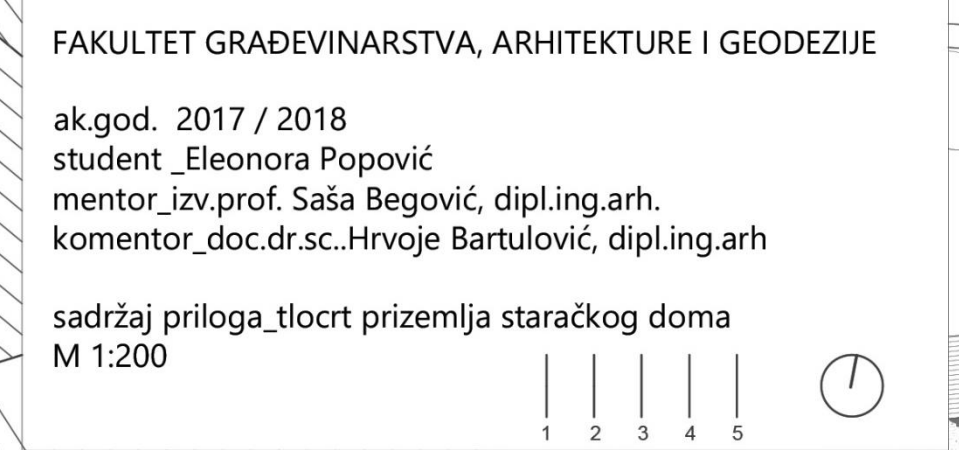 FAKULTET GRAĐEVINARSTVA, ARHITEKTURE I GEODEZIJE
ak.god. 2017 / 2018
student _Eleonora Popović
mentor_izv.prof. Saša Begović, dipl.ing.arh.
komentor_doc.dr.sc..Hrvoje Bartulović, dipl.ing.arh
sadržaj priloga_tlocrt prizemlja staračkog doma
M 1:200
1 2 3 4 5